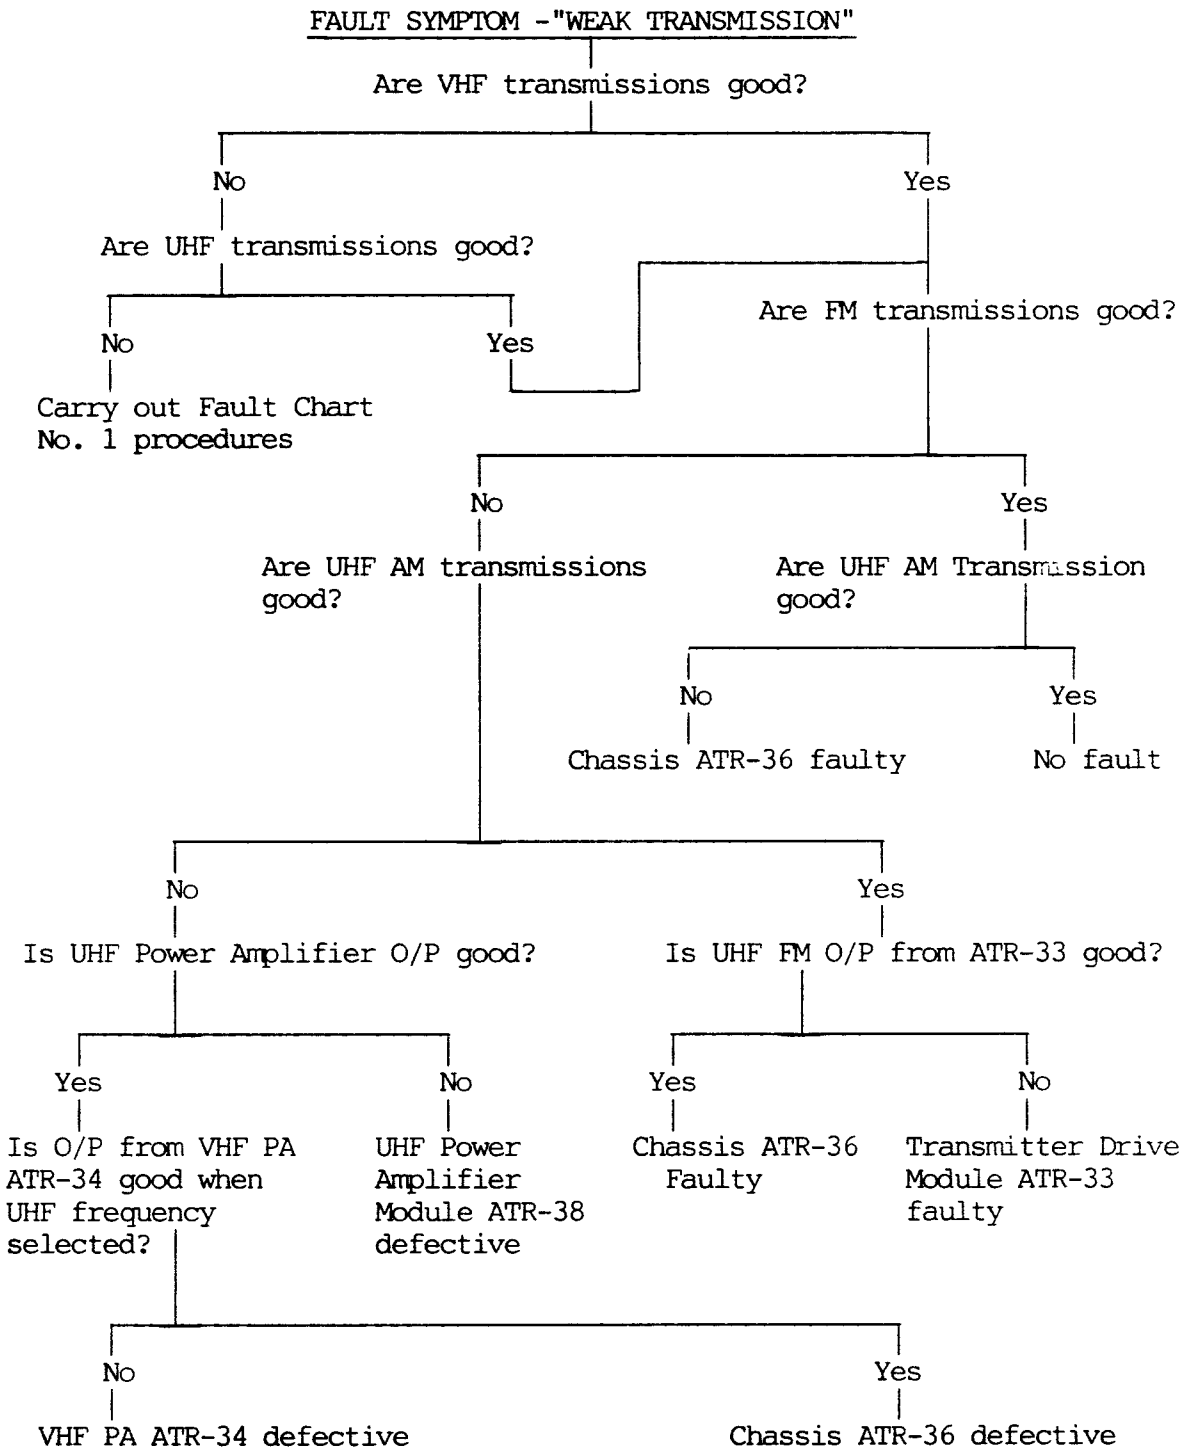 FAULT SYMPTOM -"WEAK TRANSMISSION"
Are VHF transmissions good?
No
Yes
Are UHF transmissions good?
Are FM transmissions good?
No
Yes
Carry out Fault Chart
No. 1 procedures
No
Yes
Are UHF AM transmissions
good?
Are UHF AM Transmission
good?
No
Yes
Chassis ATR-36 faulty
No fault
No
Yes
Is UHF Power Amplifier O/P good?
Is UHF FM O/P from ATR-33 good?
Yes
No
Yes
No
Is O/P from VHF PA
ATR-34 good when
UHF frequency
selected?
UHF Power
Amplifier
Module ATR-38
defective
Chassis ATR-36
Faulty
Transmitter Drive
Module ATR-33
faulty
No
Yes
VHF PA ATR-34 defective
Chassis ATR-36 defective